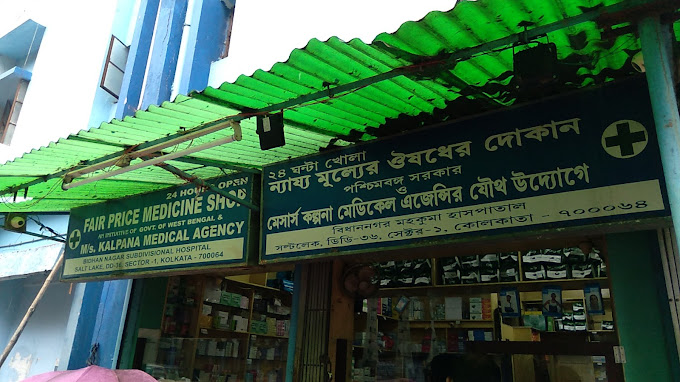 24 HOURS OPEN
FAIR PRICE MEDICINE SHOP
AN INITIATIVE OF GOVT. OF WEST BENGAL &
M/s. KALPANA MEDICAL AGENCY
BIDHAN NAGAR SUBDIVISIONAL HOSPITAL
SALT LAKE, DD-36, SECTOR -1, KOLKATA - 700064
২৪ ঘন্টা খোলা
ন্যায্য মূল্যের ঔষধের দোকান
পশ্চিমবঙ্গ সরকার
ও
মেসার্স কল্পনা মেডিকেল এজেন্সির যৌথ উদ্যোগে
বিধাননগর মহকুমা হাসপাতাল
সল্টলেক, ডিডি-৩৬, সেক্টর-১, কোলকাতা - ৭০০০৬৪